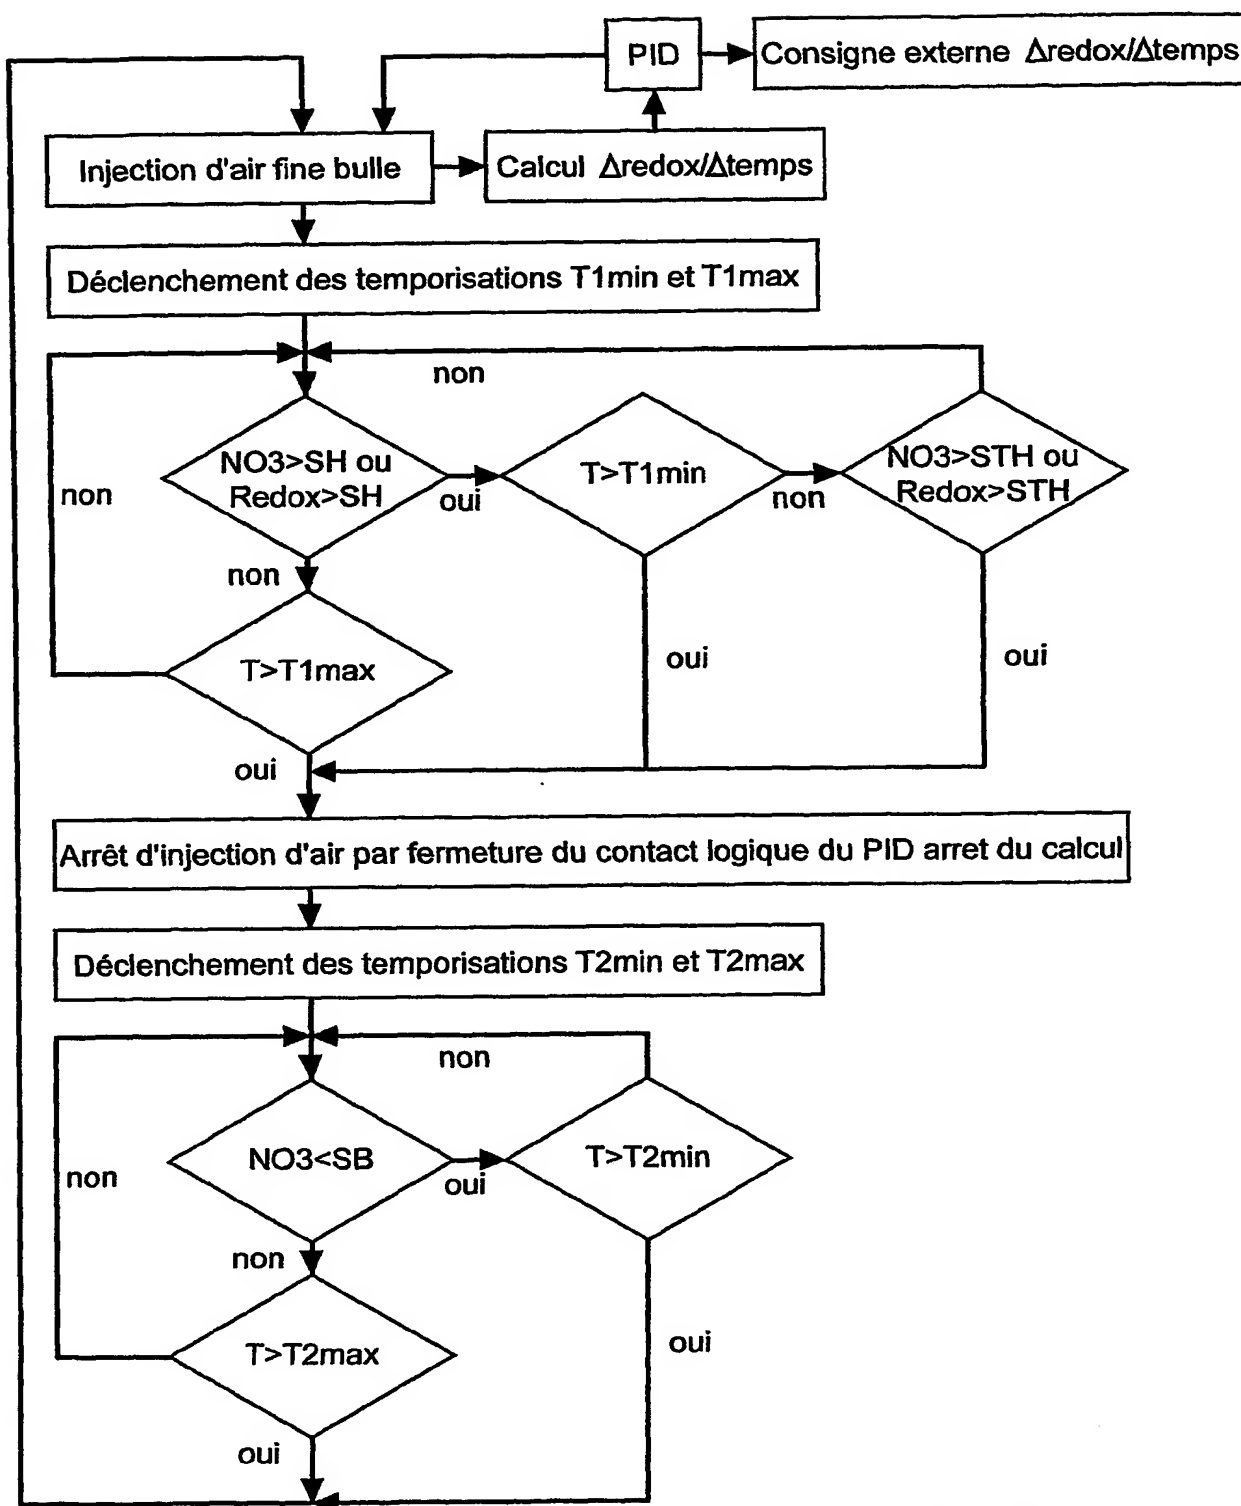 PID
Consigne externe Δredox/Δtemps
Injection d'air fine bulle
Calcul Δredox/Δtemps
Déclenchement des temporisations T1min et T1max
non
non
NO3>SH ou
Redox>SH
oui
T>T1min
non
NO3>STH ou
Redox>STH
non
T>T1max
oui
oui
oui
Arrêt d'injection d'air par fermeture du contact logique du PID arret du calcul
Déclenchement des temporisations T2min et T2max
non
non
NO3<SB
oui
T>T2min
non
T>T2max
oui
oui